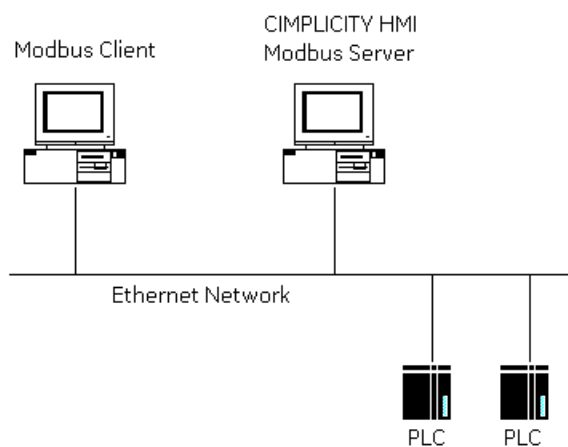 Modbus Client
CIMPLICITY HMI
Modbus Server
Ethernet Network
PLC
PLC